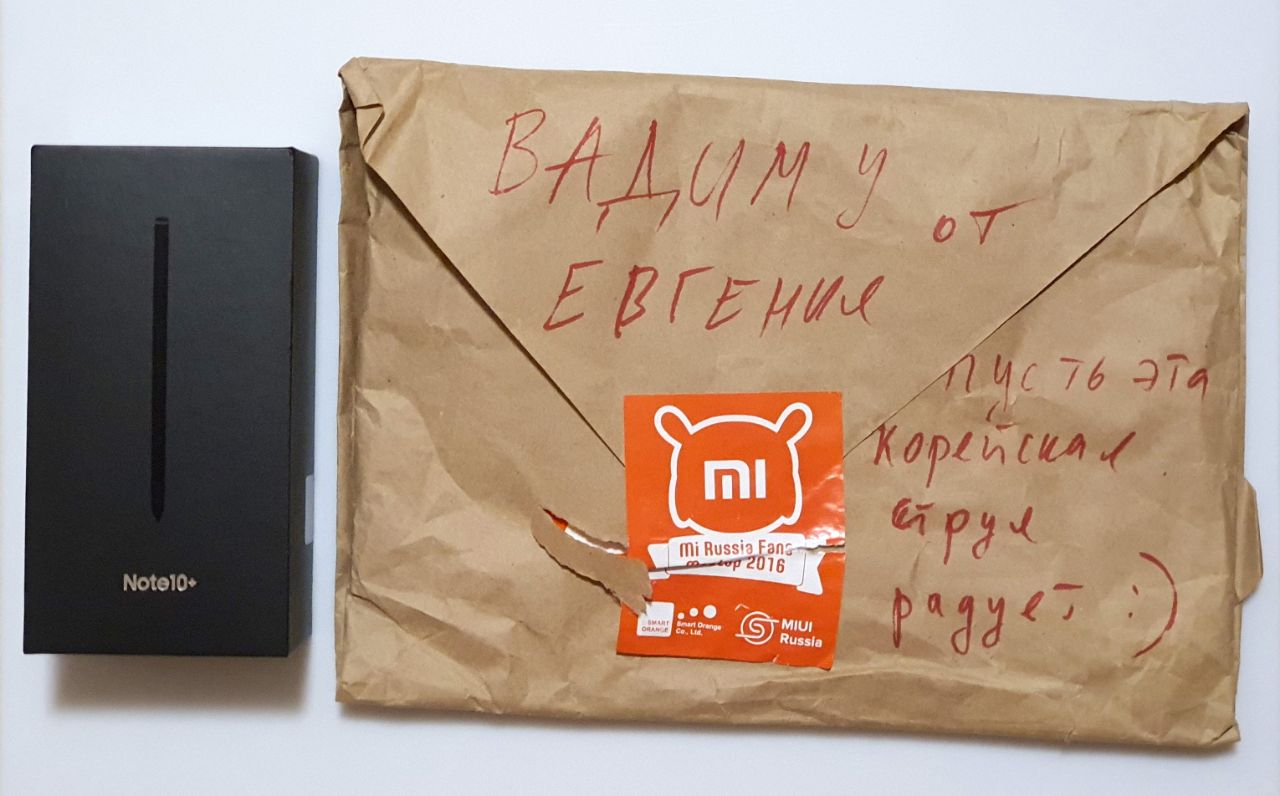 Note10+
ВАДИМУ
от
ЕВГЕНИЯ
пусть эта
корейская
струя
радует :)
mi
Mi Russia Fans
meetup 2016
SMART
ORANGE
Smart Orange
Co., Ltd.
MIUI
Russia